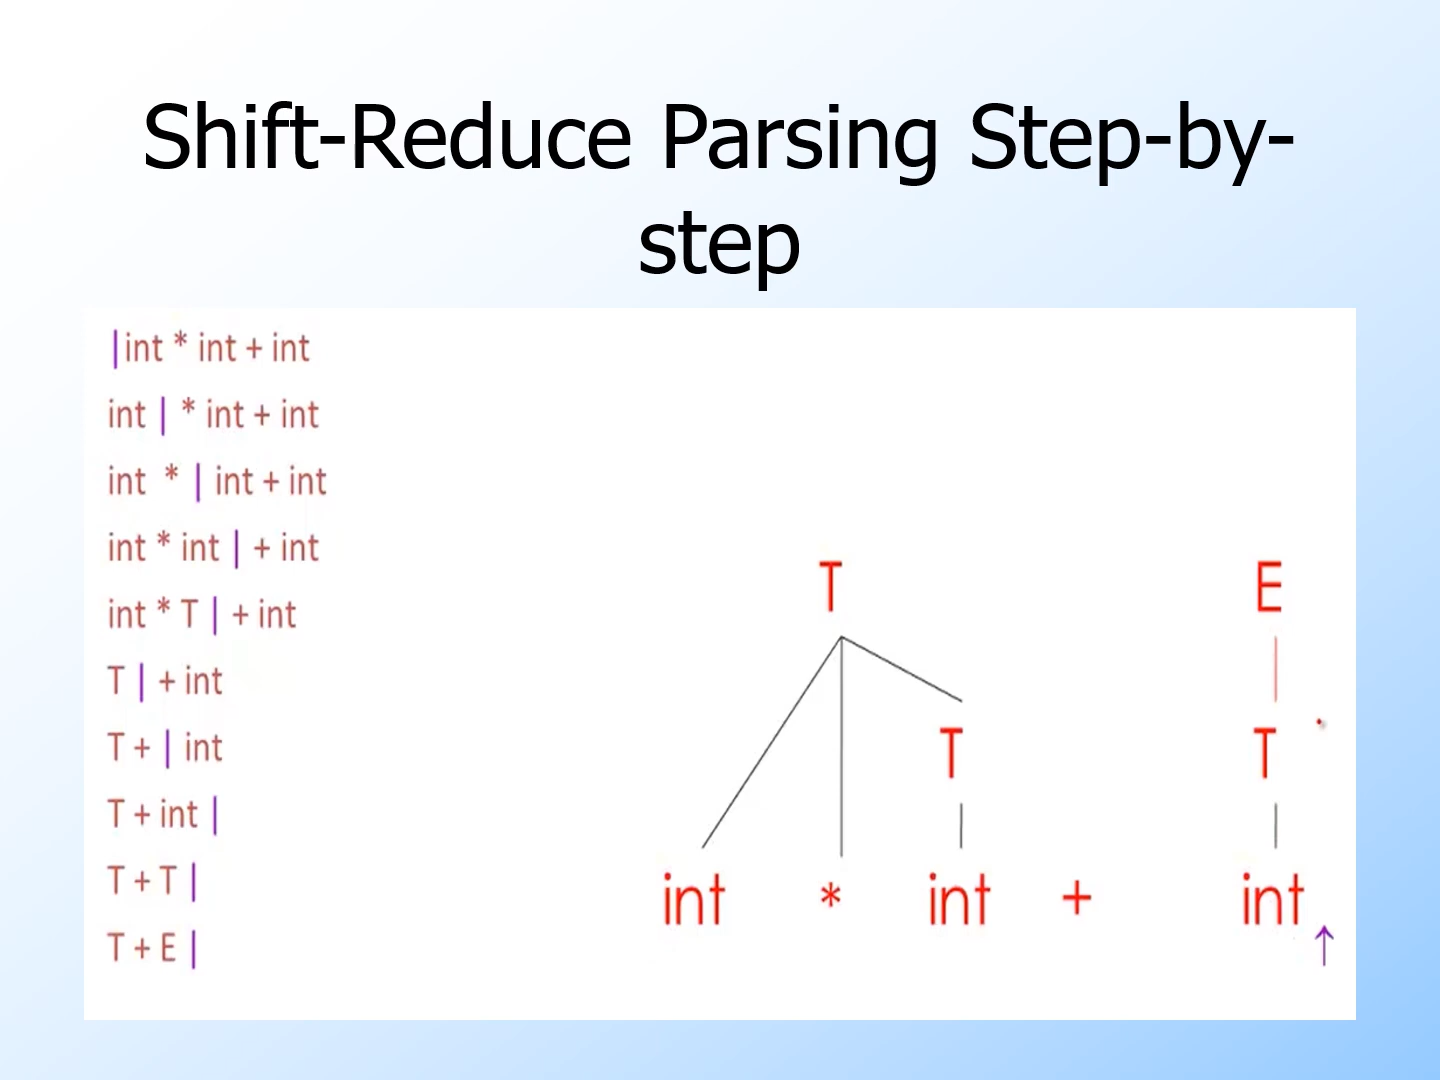 Shift-Reduce Parsing Step-by-
step
|int * int + int
int | * int + int
int * | int + int
int * int | + int
int * T | + int
T | + int
T + | int
T + int |
T + T |
T + E |
T E
T T
int * int + int